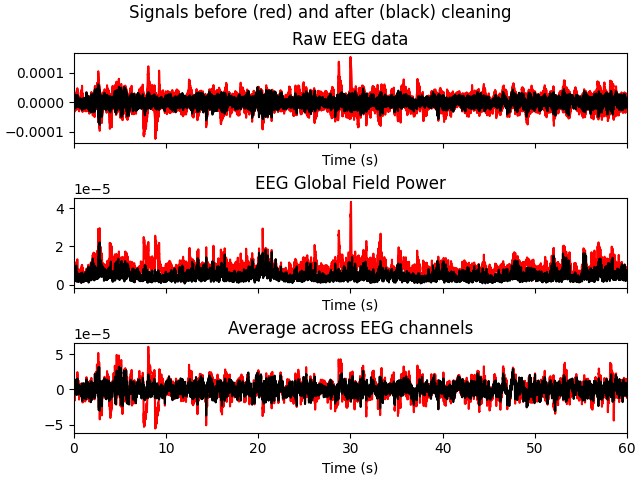 Signals before (red) and after (black) cleaning
Raw EEG data
0.0001
0.0000
−0.0001
Time (s)
EEG Global Field Power
1e−5
4
2
0
Time (s)
Average across EEG channels
1e−5
5
0
−5
0 10 20 30 40 50 60
Time (s)